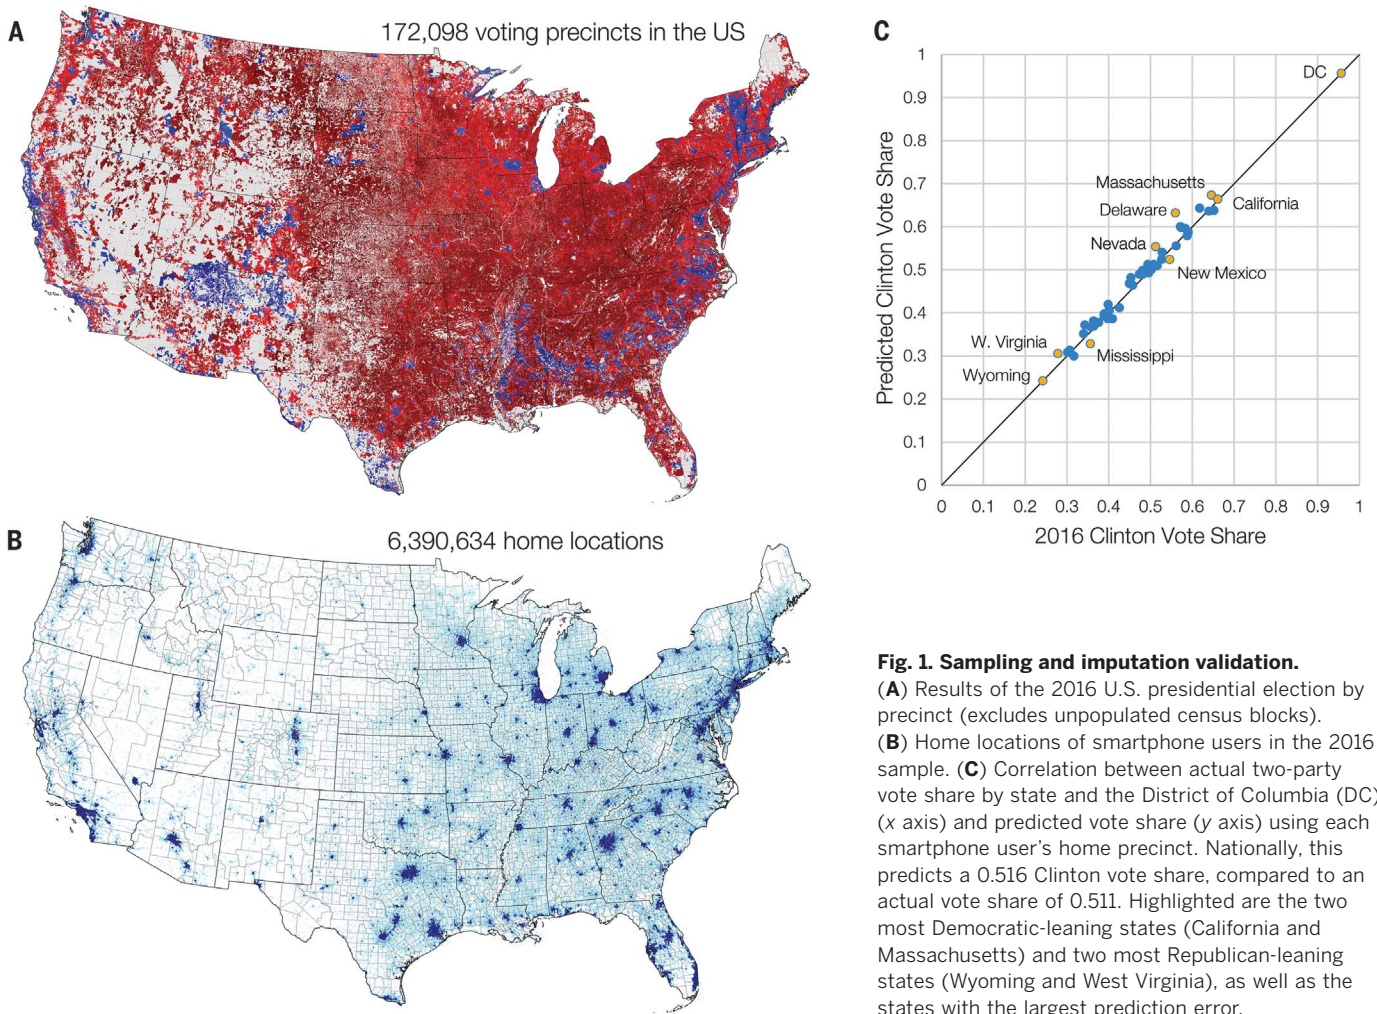 A
172,098 voting precincts in the US
B
6,390,634 home locations
C
Predicted Clinton Vote Share
1
0.9
0.8
0.7
0.6
0.5
0.4
0.3
0.2
0.1
0
DC
Massachusetts
California
Delaware
Nevada
New Mexico
W. Virginia
Mississippi
Wyoming
0 0.1 0.2 0.3 0.4 0.5 0.6 0.7 0.8 0.9 1
2016 Clinton Vote Share
Fig. 1. Sampling and imputation validation.
(A) Results of the 2016 U.S. presidential election by
precinct (excludes unpopulated census blocks).
(B) Home locations of smartphone users in the 2016
sample. (C) Correlation between actual two-party
vote share by state and the District of Columbia (DC)
(x axis) and predicted vote share (y axis) using each
smartphone user's home precinct. Nationally, this
predicts a 0.516 Clinton vote share, compared to an
actual vote share of 0.511. Highlighted are the two
most Democratic-leaning states (California and
Massachusetts) and two most Republican-leaning
states (Wyoming and West Virginia), as well as the
states with the largest prediction error.